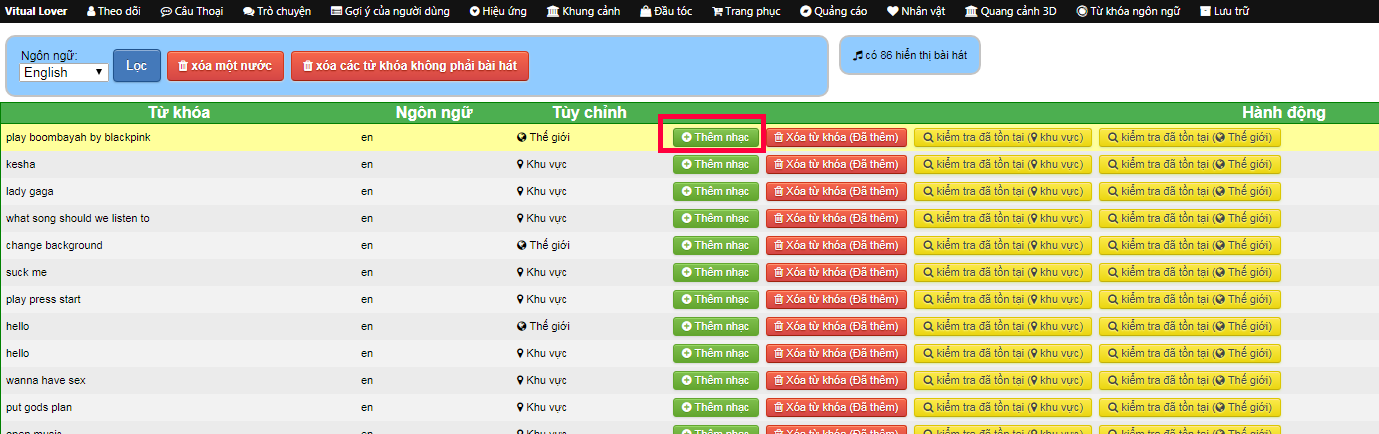 Vitual Lover Theo dõi Câu Thoại Trò chuyện Gợi ý của người dùng Hiệu ứng Khung cảnh Đầu tóc Trang phục Quảng cáo Nhân vật Quang cảnh 3D Từ khóa ngôn ngữ Lưu trữ
Ngôn ngữ:
English Lọc xóa một nước xóa các từ khóa không phải bài hát
có 86 hiển thị bài hát
Từ khóa Ngôn ngữ Tùy chỉnh Hành động
play boombayah by blackpink en Thế giới Thêm nhạc Xóa từ khóa (Đã thêm) kiểm tra đã tồn tại (khu vực) kiểm tra đã tồn tại (Thế giới)
kesha en Khu vực Thêm nhạc Xóa từ khóa (Đã thêm) kiểm tra đã tồn tại (khu vực) kiểm tra đã tồn tại (Thế giới)
lady gaga en Khu vực Thêm nhạc Xóa từ khóa (Đã thêm) kiểm tra đã tồn tại (khu vực) kiểm tra đã tồn tại (Thế giới)
what song should we listen to en Khu vực Thêm nhạc Xóa từ khóa (Đã thêm) kiểm tra đã tồn tại (khu vực) kiểm tra đã tồn tại (Thế giới)
change background en Thế giới Thêm nhạc Xóa từ khóa (Đã thêm) kiểm tra đã tồn tại (khu vực) kiểm tra đã tồn tại (Thế giới)
suck me en Khu vực Thêm nhạc Xóa từ khóa (Đã thêm) kiểm tra đã tồn tại (khu vực) kiểm tra đã tồn tại (Thế giới)
play press start en Khu vực Thêm nhạc Xóa từ khóa (Đã thêm) kiểm tra đã tồn tại (khu vực) kiểm tra đã tồn tại (Thế giới)
hello en Thế giới Thêm nhạc Xóa từ khóa (Đã thêm) kiểm tra đã tồn tại (khu vực) kiểm tra đã tồn tại (Thế giới)
hello en Khu vực Thêm nhạc Xóa từ khóa (Đã thêm) kiểm tra đã tồn tại (khu vực) kiểm tra đã tồn tại (Thế giới)
wanna have sex en Khu vực Thêm nhạc Xóa từ khóa (Đã thêm) kiểm tra đã tồn tại (khu vực) kiểm tra đã tồn tại (Thế giới)
put gods plan en Khu vực Thêm nhạc Xóa từ khóa (Đã thêm) kiểm tra đã tồn tại (khu vực) kiểm tra đã tồn tại (Thế giới)
open music en Khu vực Thêm nhạc Xóa từ khóa (Đã thêm) kiểm tra đã tồn tại (khu vực) kiểm tra đã tồn tại (Thế giới)